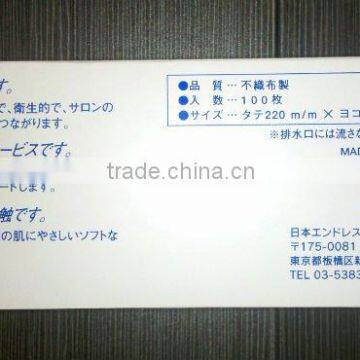 す。
で、衛生的で、サロンの
つながります。
ービスです。
ートします。
触です。
の肌にやさしいソフトな
●品　質…不織布製
●入　数…100枚
●サイズ…タテ220 m/m × ヨコ
※排水口には流さな
MAD
trade.china.cn
日本エンドレス
〒175-0081
東京都板橋区新
TEL 03-5383